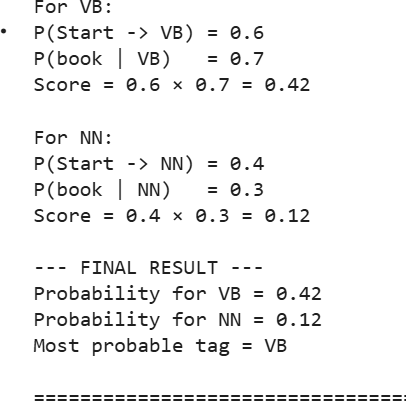 For VB:
• P(Start -> VB) = 0.6
P(book | VB)   = 0.7
Score = 0.6 × 0.7 = 0.42

For NN:
P(Start -> NN) = 0.4
P(book | NN)   = 0.3
Score = 0.4 × 0.3 = 0.12

--- FINAL RESULT ---
Probability for VB = 0.42
Probability for NN = 0.12
Most probable tag = VB

================================